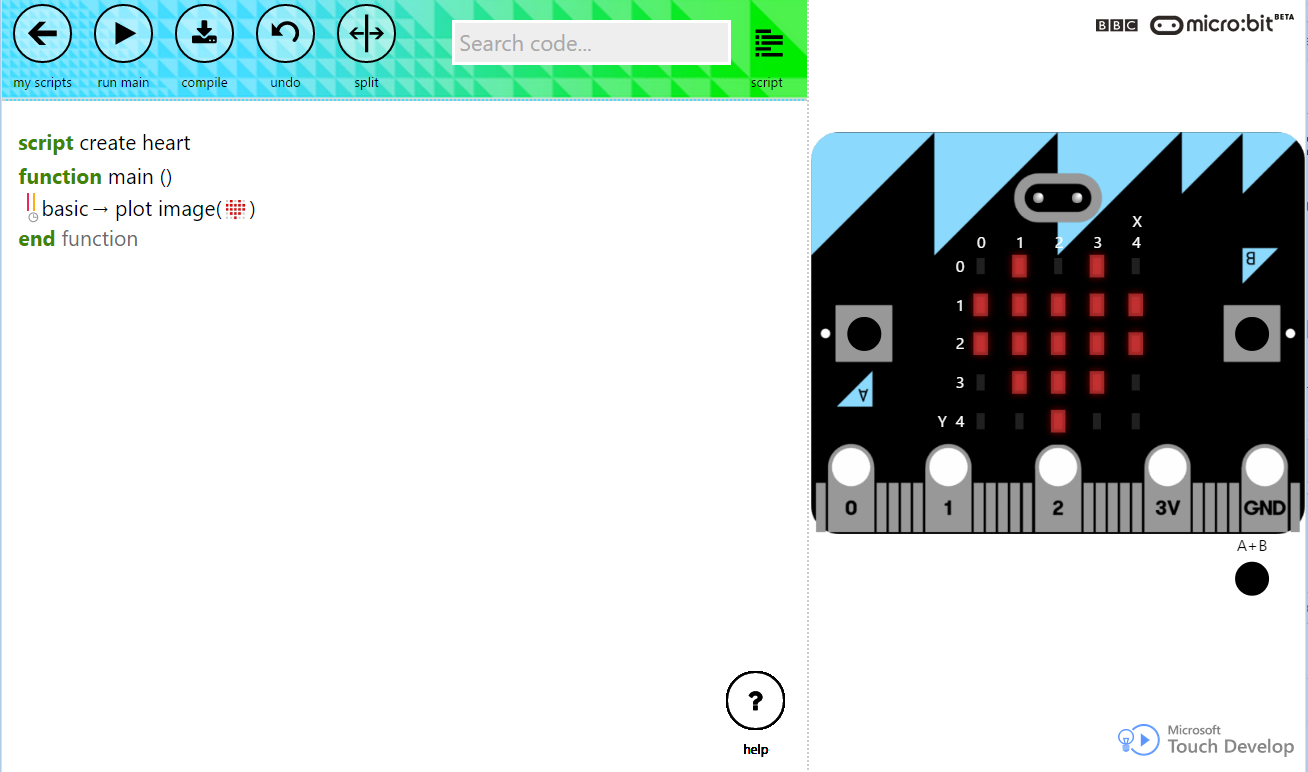 my scripts run main compile undo split
Search code...
script
script create heart
function main ()
basic → plot image( )
end function
help
BBC micro:bit BETA
X
0 1 2 3 4
0
1
2
3
Y 4
B
A
0 1 2 3V GND
A+B
Microsoft
Touch Develop